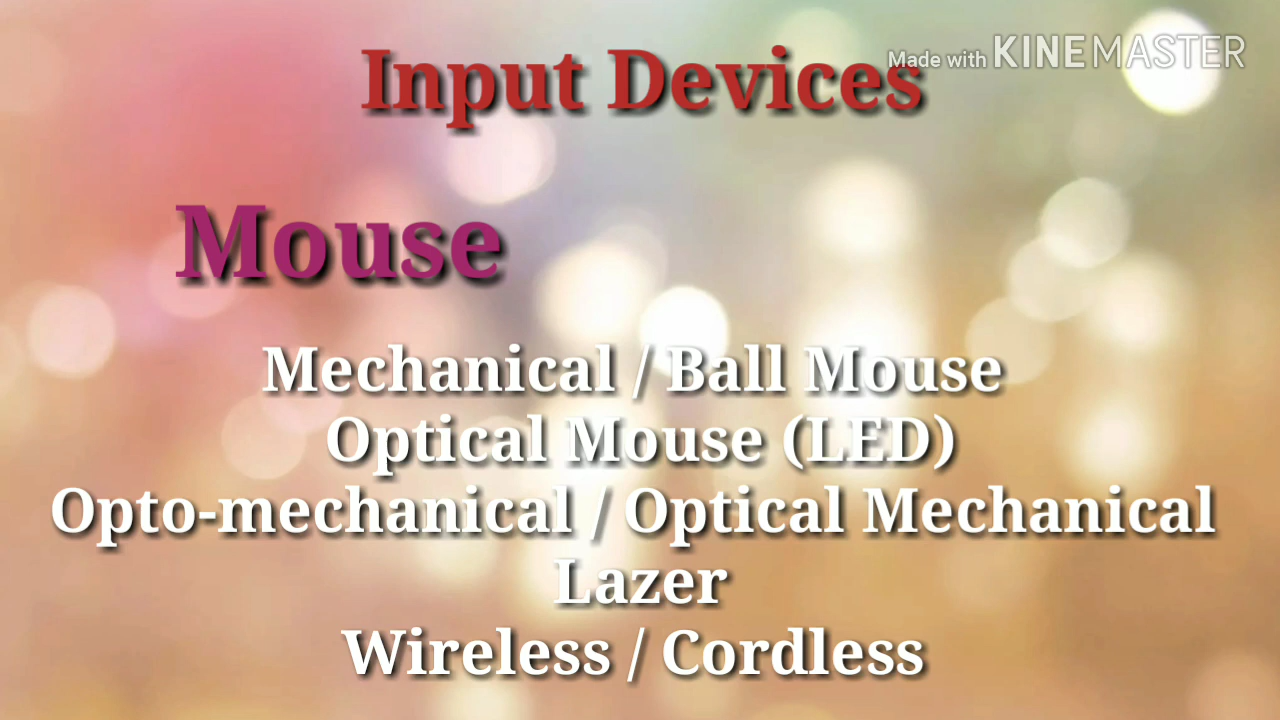 Made with KINEMASTER
Input Devices
Mouse
Mechanical / Ball Mouse
Optical Mouse (LED)
Opto-mechanical / Optical Mechanical
Lazer
Wireless / Cordless